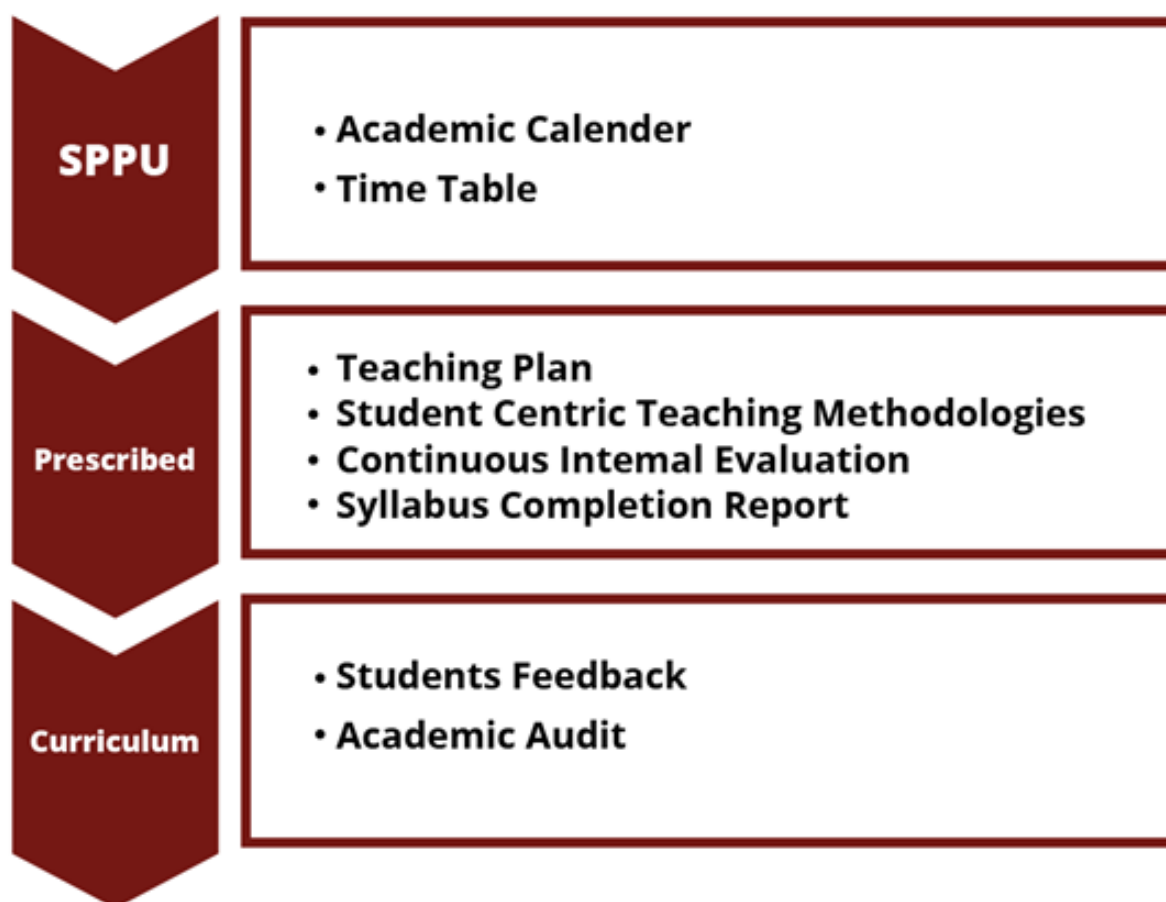 SPPU
• Academic Calender
• Time Table
Prescribed
• Teaching Plan
• Student Centric Teaching Methodologies
• Continuous Intemal Evaluation
• Syllabus Completion Report
Curriculum
• Students Feedback
• Academic Audit